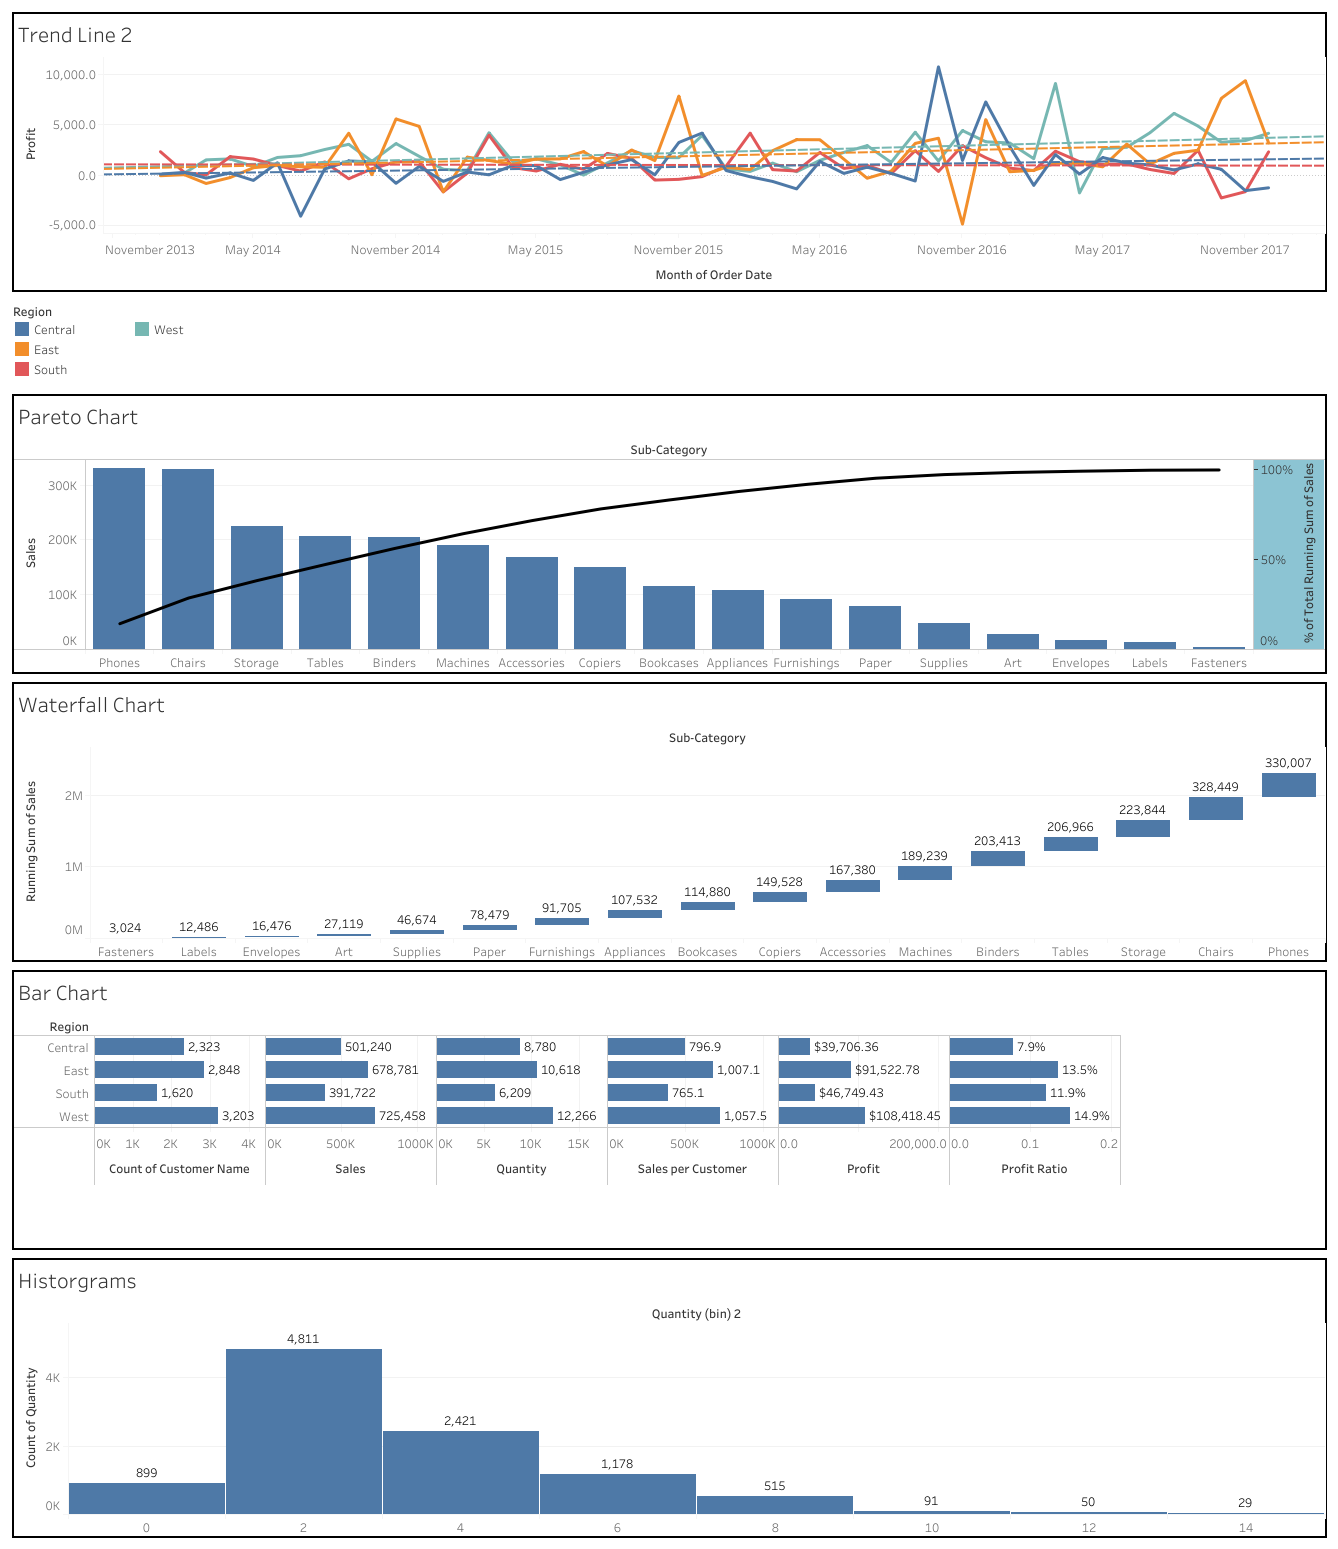 Trend Line 2
10,000.0
5,000.0
0.0
-5,000.0
Profit
November 2013 May 2014 November 2014 May 2015 November 2015 May 2016 November 2016 May 2017 November 2017
Month of Order Date
Region
Central West
East
South
Pareto Chart
Sub-Category
300K
200K
100K
0K
Sales
100%
50%
0%
% of Total Running Sum of Sales
Phones Chairs Storage Tables Binders Machines Accessories Copiers Bookcases Appliances Furnishings Paper Supplies Art Envelopes Labels Fasteners
Waterfall Chart
Sub-Category
2M
1M
0M
Running Sum of Sales
3,024 12,486 16,476 27,119 46,674 78,479 91,705 107,532 114,880 149,528 167,380 189,239 203,413 206,966 223,844 328,449 330,007
Fasteners Labels Envelopes Art Supplies Paper Furnishings Appliances Bookcases Copiers Accessories Machines Binders Tables Storage Chairs Phones
Bar Chart
Region
Central 2,323 501,240 8,780 796.9 $39,706.36 7.9%
East 2,848 678,781 10,618 1,007.1 $91,522.78 13.5%
South 1,620 391,722 6,209 765.1 $46,749.43 11.9%
West 3,203 725,458 12,266 1,057.5 $108,418.45 14.9%
0K 1K 2K 3K 4K 0K 500K 1000K 0K 5K 10K 15K 0K 500K 1000K 0.0 200,000.0 0.0 0.1 0.2
Count of Customer Name Sales Quantity Sales per Customer Profit Profit Ratio
Historgrams
Quantity (bin) 2
4K
2K
0K
Count of Quantity
899 4,811 2,421 1,178 515 91 50 29
0 2 4 6 8 10 12 14